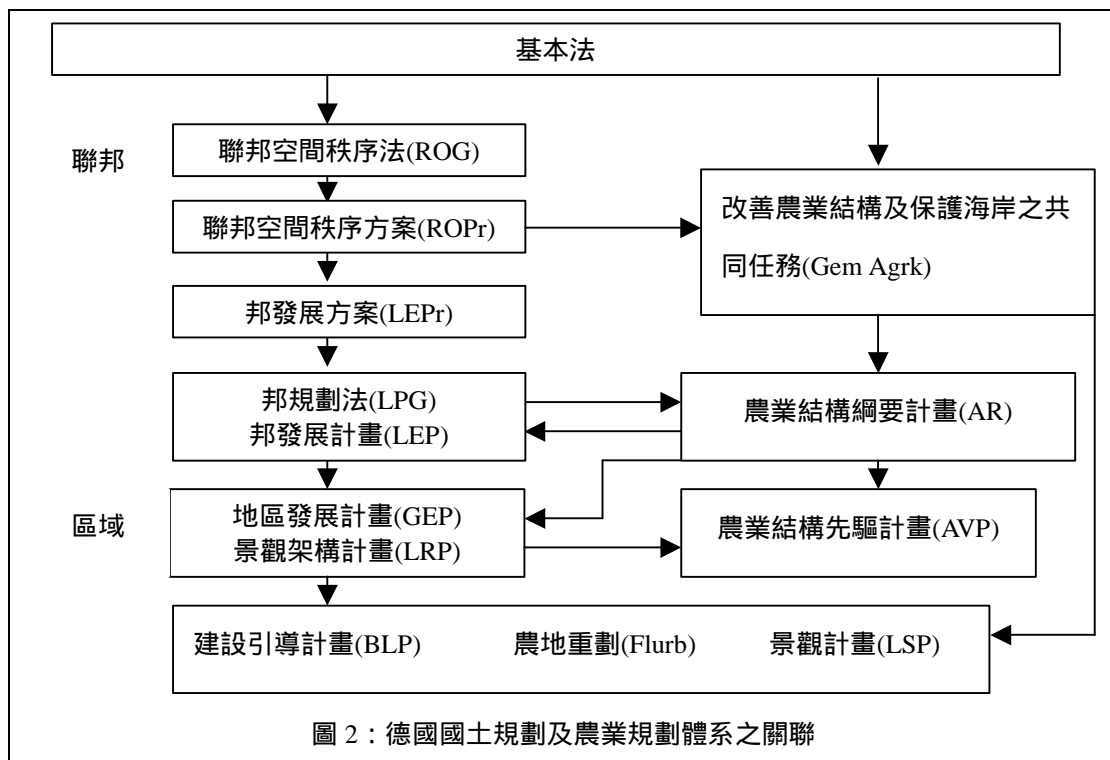 基本法
聯邦
聯邦空間秩序法(ROG)
聯邦空間秩序方案(ROPr)
改善農業結構及保護海岸之共
同任務(Gem Agrk)
邦發展方案(LEPr)
邦規劃法(LPG)
邦發展計畫(LEP)
農業結構綱要計畫(AR)
區域
地區發展計畫(GEP)
景觀架構計畫(LRP)
農業結構先驅計畫(AVP)
建設引導計畫(BLP) 農地重劃(Flurb) 景觀計畫(LSP)
圖 2：德國國土規劃及農業規劃體系之關聯